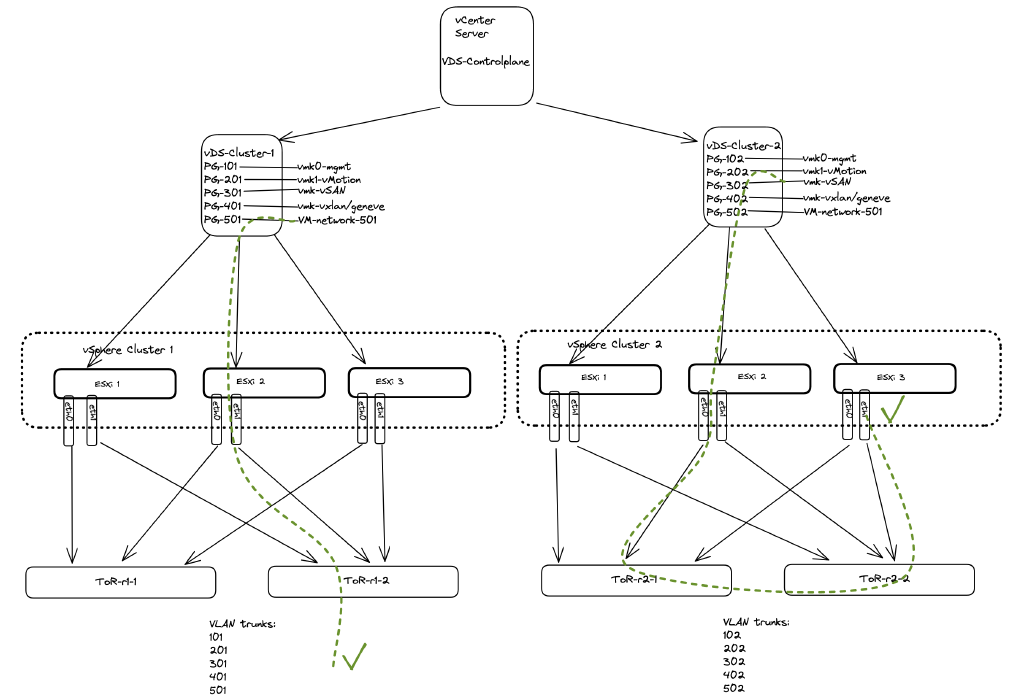 vCenter
Server
VDS-Controlplane
vDS-Cluster-1
PG-101 vmk0-mgmt
PG-201 vmk1-vMotion
PG-301 vmk-vSAN
PG-401 vmk-vxlan/geneve
PG-501 VM-network-501
vDS-Cluster-2
PG-102 vmk0-mgmt
PG-202 vmk1-vMotion
PG-302 vmk-vSAN
PG-402 vmk-vxlan/geneve
PG-502 VM-network-501
vSphere Cluster 1
ESXi 1
ESXi 2
ESXi 3
eth0
eth1
eth0
eth1
eth0
eth1
vSphere Cluster 2
ESXi 1
ESXi 2
ESXi 3
eth0
eth1
eth0
eth1
eth0
eth1
ToR-r1-1
ToR-r1-2
ToR-r2-1
ToR-r2-2
VLAN trunks:
101
201
301
401
501
VLAN trunks:
102
202
302
402
502